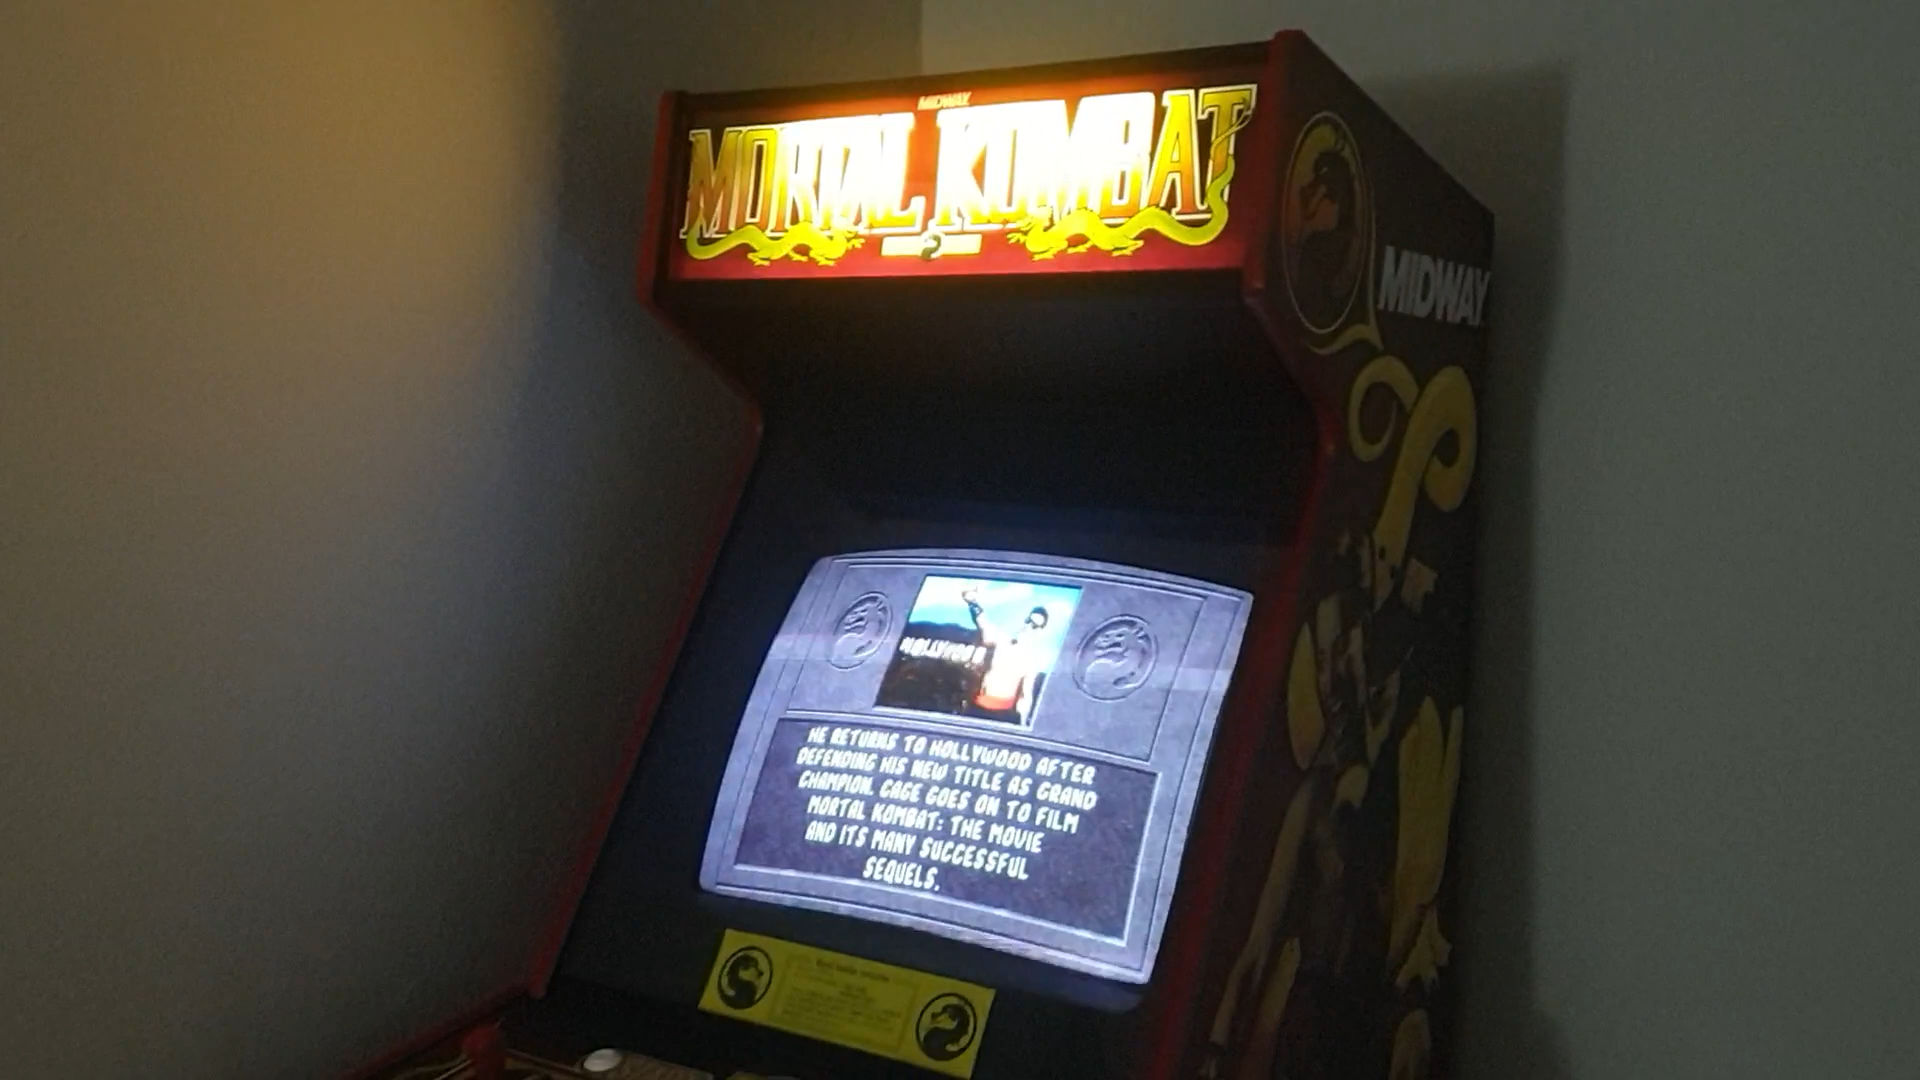 MIDWAY
MORTAL KOMBAT
MIDWAY
HOLLYWOOD
HE RETURNS TO HOLLYWOOD AFTER
DEFENDING HIS NEW TITLE AS GRAND
CHAMPION. CAGE GOES ON TO FILM
MORTAL KOMBAT: THE MOVIE
AND ITS MANY SUCCESSFUL
SEQUELS.